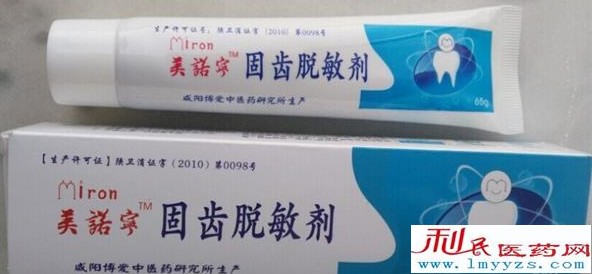 生产许可证号：陕卫消证字（2010）第0098号
Miron
美諾宁™ 固齿脱敏剂
咸阳博爱中医药研究所生产
65g
【生产许可证】陕卫消证字（2010）第0098号
Miron
美諾宁™ 固齿脱敏剂
咸阳博爱中医药研究所生产
利民医药网
www.lmyyzs.com